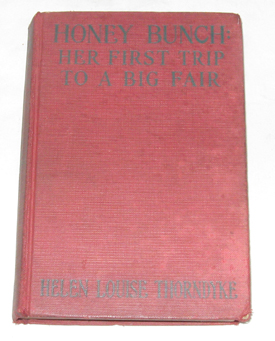 HONEY BUNCH:
HER FIRST TRIP
TO A BIG FAIR
HELEN LOUISE THORNDYKE